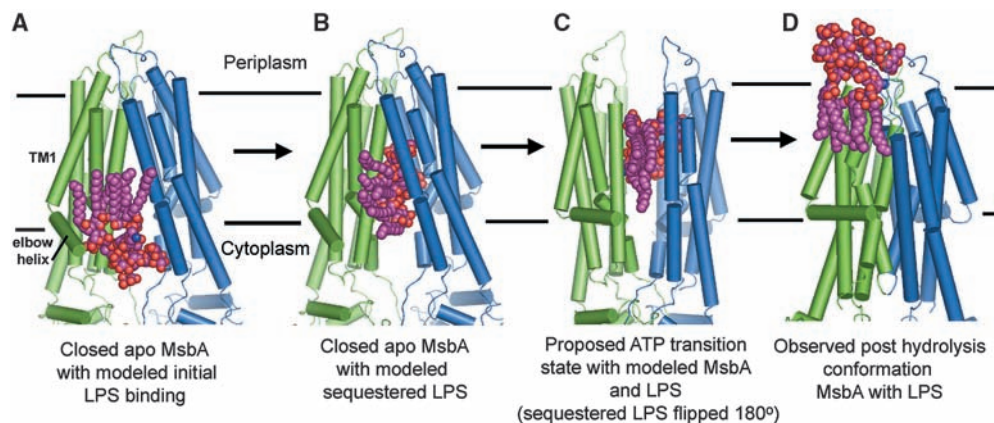 A
B
C
D
Periplasm
TM1
elbow
helix
Cytoplasm
Closed apo MsbA
with modeled initial
LPS binding
Closed apo MsbA
with modeled
sequestered LPS
Proposed ATP transition
state with modeled MsbA
and LPS
(sequestered LPS flipped 180º)
Observed post hydrolysis
conformation
MsbA with LPS